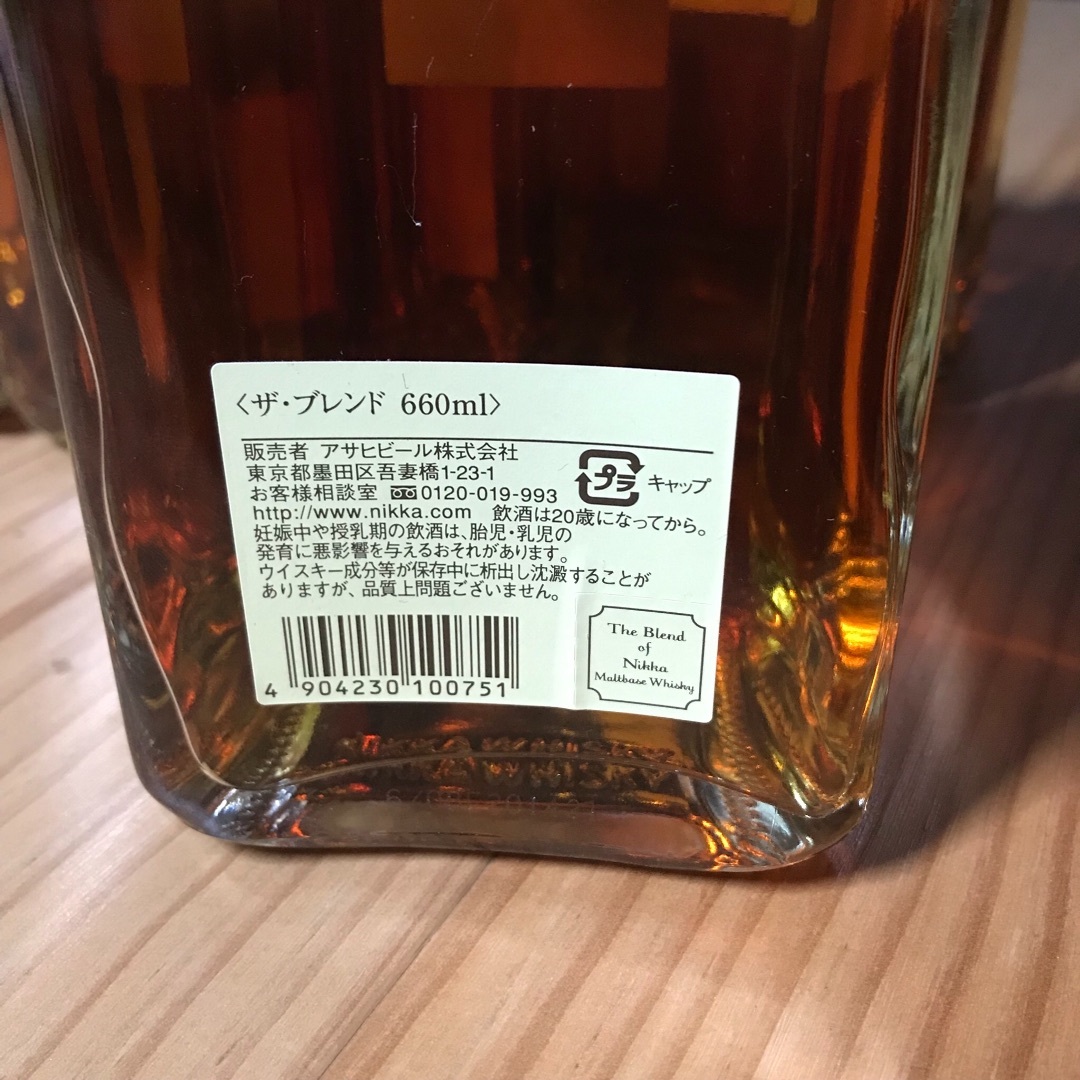 〈ザ・ブレンド 660ml〉
販売者 アサヒビール株式会社
東京都墨田区吾妻橋1-23-1
お客様相談室 0120-019-993
プラ キャップ
http://www.nikka.com 飲酒は20歳になってから。
妊娠中や授乳期の飲酒は、胎児・乳児の
発育に悪影響を与えるおそれがあります。
ウイスキー成分等が保存中に析出し沈澱することが
ありますが、品質上問題ございません。
4 904230 100751
The Blend
of
Nikka
Maltbase Whisky